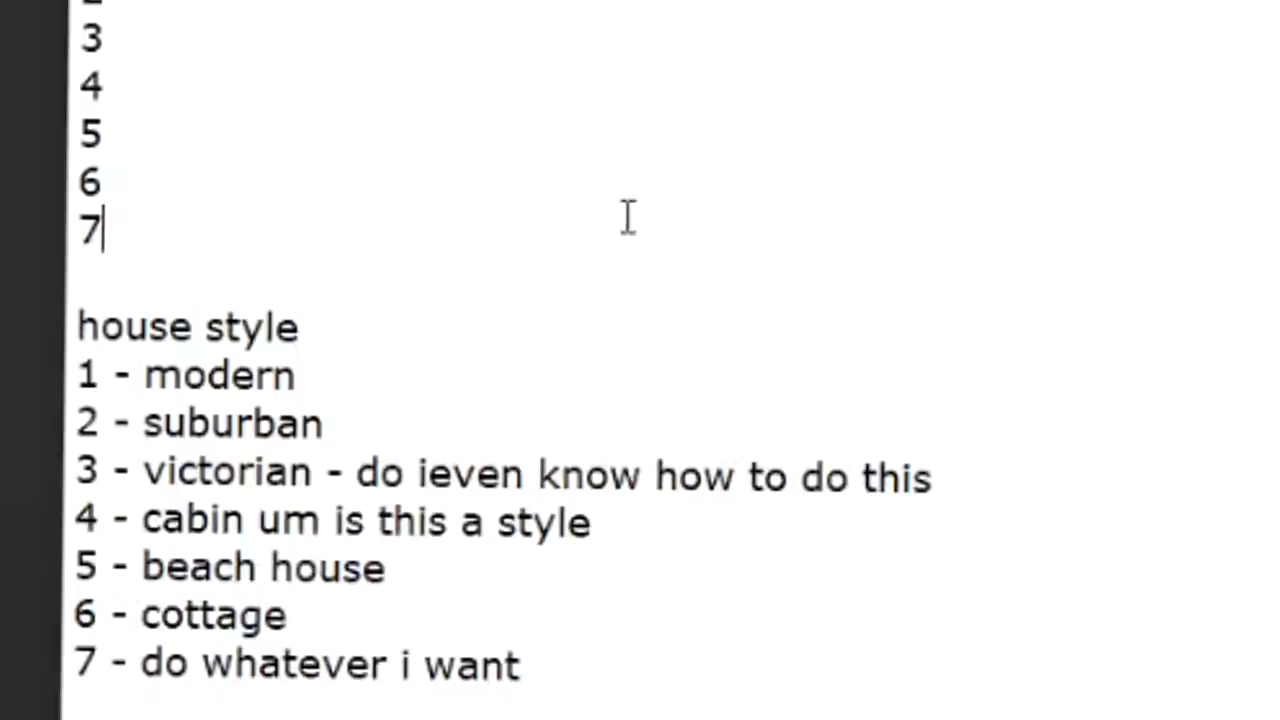 3
4
5
6
7
house style
1 - modern
2 - suburban
3 - victorian - do ieven know how to do this
4 - cabin um is this a style
5 - beach house
6 - cottage
7 - do whatever i want